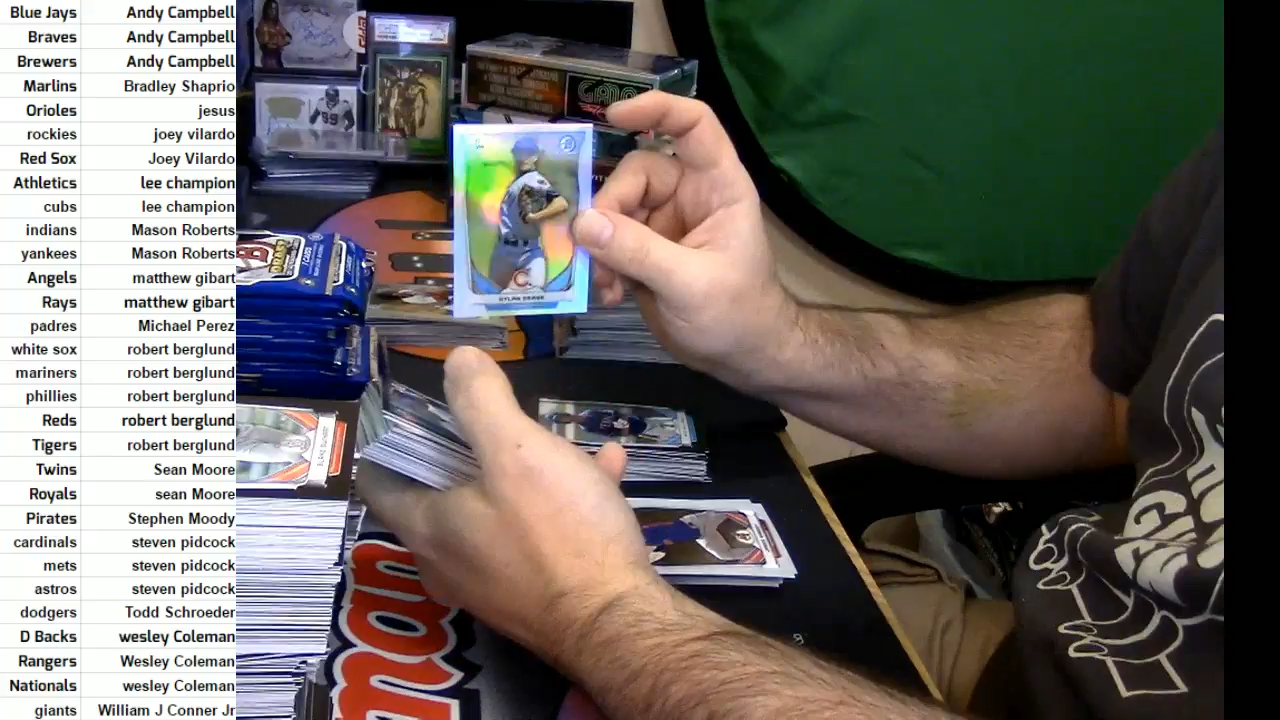 Blue Jays Andy Campbell
Braves Andy Campbell
Brewers Andy Campbell
Marlins Bradley Shaprio
Orioles jesus
rockies joey vilardo
Red Sox Joey Vilardo
Athletics lee champion
cubs lee champion
indians Mason Roberts
yankees Mason Roberts
Angels matthew gibart
Rays matthew gibart
padres Michael Perez
white sox robert berglund
mariners robert berglund
phillies robert berglund
Reds robert berglund
Tigers robert berglund
Twins Sean Moore
Royals sean Moore
Pirates Stephen Moody
cardinals steven pidcock
mets steven pidcock
astros steven pidcock
dodgers Todd Schroeder
D Backs wesley Coleman
Rangers Wesley Coleman
Nationals wesley Coleman
giants William J Conner Jr
DYLAN CEASE
C
DRAFT
99
man